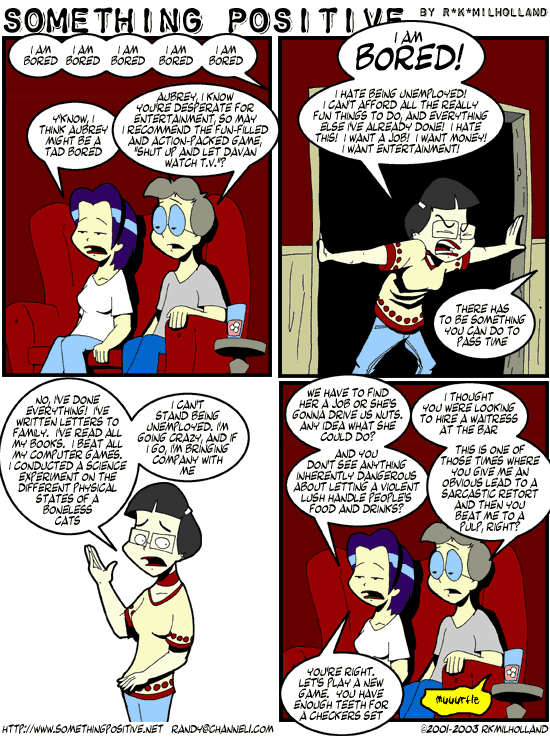 SOMETHING POSITIVE BY R*K*MILHOLLAND
I AM
BORED
I AM
BORED
I AM
BORED
I AM
BORED
I AM
BORED
Y'KNOW, I
THINK AUBREY
MIGHT BE A
TAD BORED
AUBREY, I KNOW
YOU'RE DESPERATE FOR
ENTERTAINMENT, SO MAY
I RECOMMEND THE FUN-FILLED
AND ACTION-PACKED GAME,
"SHUT UP AND LET DAVAN
WATCH T.V."?
I AM
BORED!
I HATE BEING UNEMPLOYED!
I CAN'T AFFORD ALL THE REALLY
FUN THINGS TO DO, AND EVERYTHING
ELSE I'VE ALREADY DONE! I HATE
THIS! I WANT A JOB! I WANT MONEY!
I WANT ENTERTAINMENT!
THERE HAS
TO BE SOMETHING
YOU CAN DO TO
PASS TIME
NO, I'VE DONE
EVERYTHING! I'VE
WRITTEN LETTERS TO
FAMILY. I'VE READ ALL
MY BOOKS. I BEAT ALL
MY COMPUTER GAMES.
I CONDUCTED A SCIENCE
EXPERIMENT ON THE
DIFFERENT PHYSICAL
STATES OF A
BONELESS
CATS
I CAN'T
STAND BEING
UNEMPLOYED. I'M
GOING CRAZY, AND IF
I GO, I'M BRINGING
COMPANY WITH
ME
WE HAVE TO FIND
HER A JOB OR SHE'S
GONNA DRIVE US NUTS.
ANY IDEA WHAT SHE
COULD DO?
I THOUGHT
YOU WERE LOOKING
TO HIRE A WAITRESS
AT THE BAR
AND YOU
DON'T SEE ANYTHING
INHERENTLY DANGEROUS
ABOUT LETTING A VIOLENT
LUSH HANDLE PEOPLE'S
FOOD AND DRINKS?
THIS IS ONE OF
THOSE TIMES WHERE
YOU GIVE ME AN
OBVIOUS LEAD TO A
SARCASTIC RETORT
AND THEN YOU
BEAT ME TO A
PULP, RIGHT?
YOU'RE RIGHT.
LET'S PLAY A NEW
GAME. YOU HAVE
ENOUGH TEETH FOR
A CHECKERS SET
muuurtle
HTTP://WWW.SOMETHINGPOSITIVE.NET RANDY@CHANNEL1.COM ©2001-2003 RKMILHOLLAND